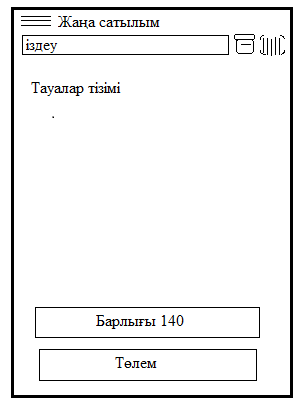 Жаңа сатылым
іздеу
Тауалар тізімі
.
Барлығы 140
Төлем